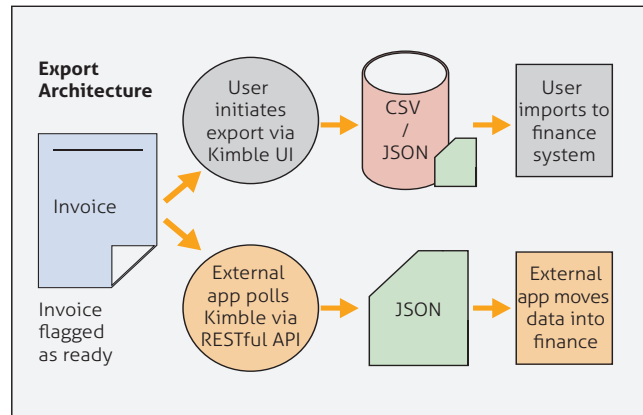 Export
Architecture
Invoice
Invoice
flagged
as ready
User
initiates
export via
Kimble UI
CSV
/
JSON
User
imports to
finance
system
External
app polls
Kimble via
RESTful API
JSON
External
app moves
data into
finance